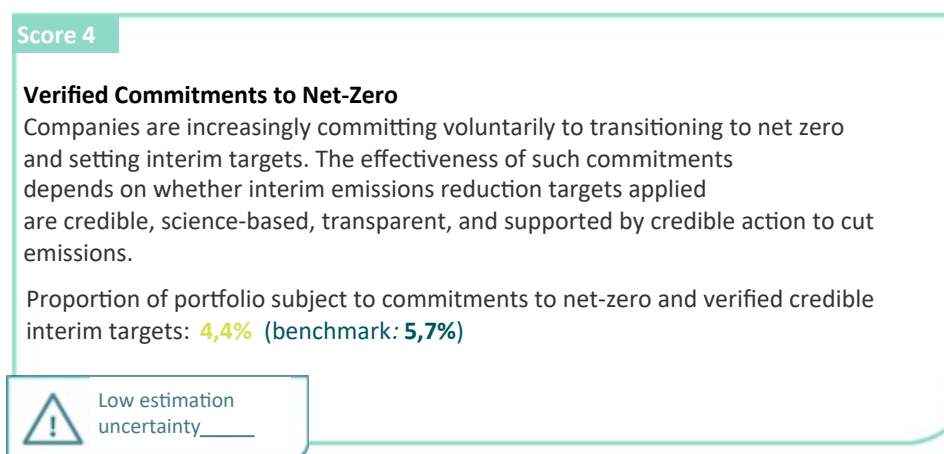 Score 4
Verified Commitments to Net-Zero
Companies are increasingly committing voluntarily to transitioning to net zero
and setting interim targets. The effectiveness of such commitments
depends on whether interim emissions reduction targets applied
are credible, science-based, transparent, and supported by credible action to cut
emissions.
Proportion of portfolio subject to commitments to net-zero and verified credible
interim targets: 4,4% (benchmark: 5,7%)
Low estimation
uncertainty_____